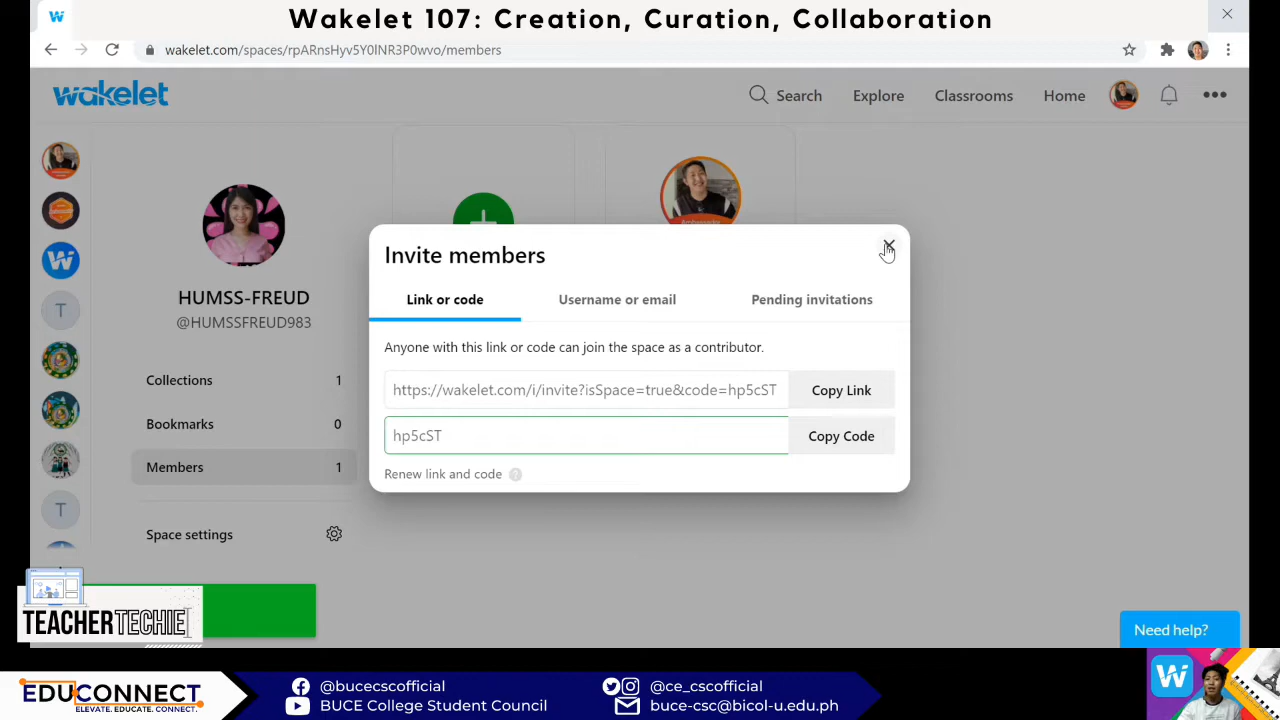 Wakelet 107: Creation, Curation, Collaboration
W
wakelet.com/spaces/rpARnsHyv5Y0lNR3P0wvo/members
wakelet
Search
Explore
Classrooms
Home
Invite members
Link or code
Username or email
Pending invitations
HUMSS-FREUD
@HUMSSFREUD983
W
T
Anyone with this link or code can join the space as a contributor.
Collections 1
https://wakelet.com/i/invite?isSpace=true&code=hp5cST
Copy Link
Bookmarks 0
hp5cST
Copy Code
Members 1
Renew link and code ?
T
Space settings
TEACHERTECHIE
Need help?
EDUCONNECT
ELEVATE. EDUCATE. CONNECT.
@bucecscofficial
BUCE College Student Council
@ce_cscofficial
buce-csc@bicol-u.edu.ph
W